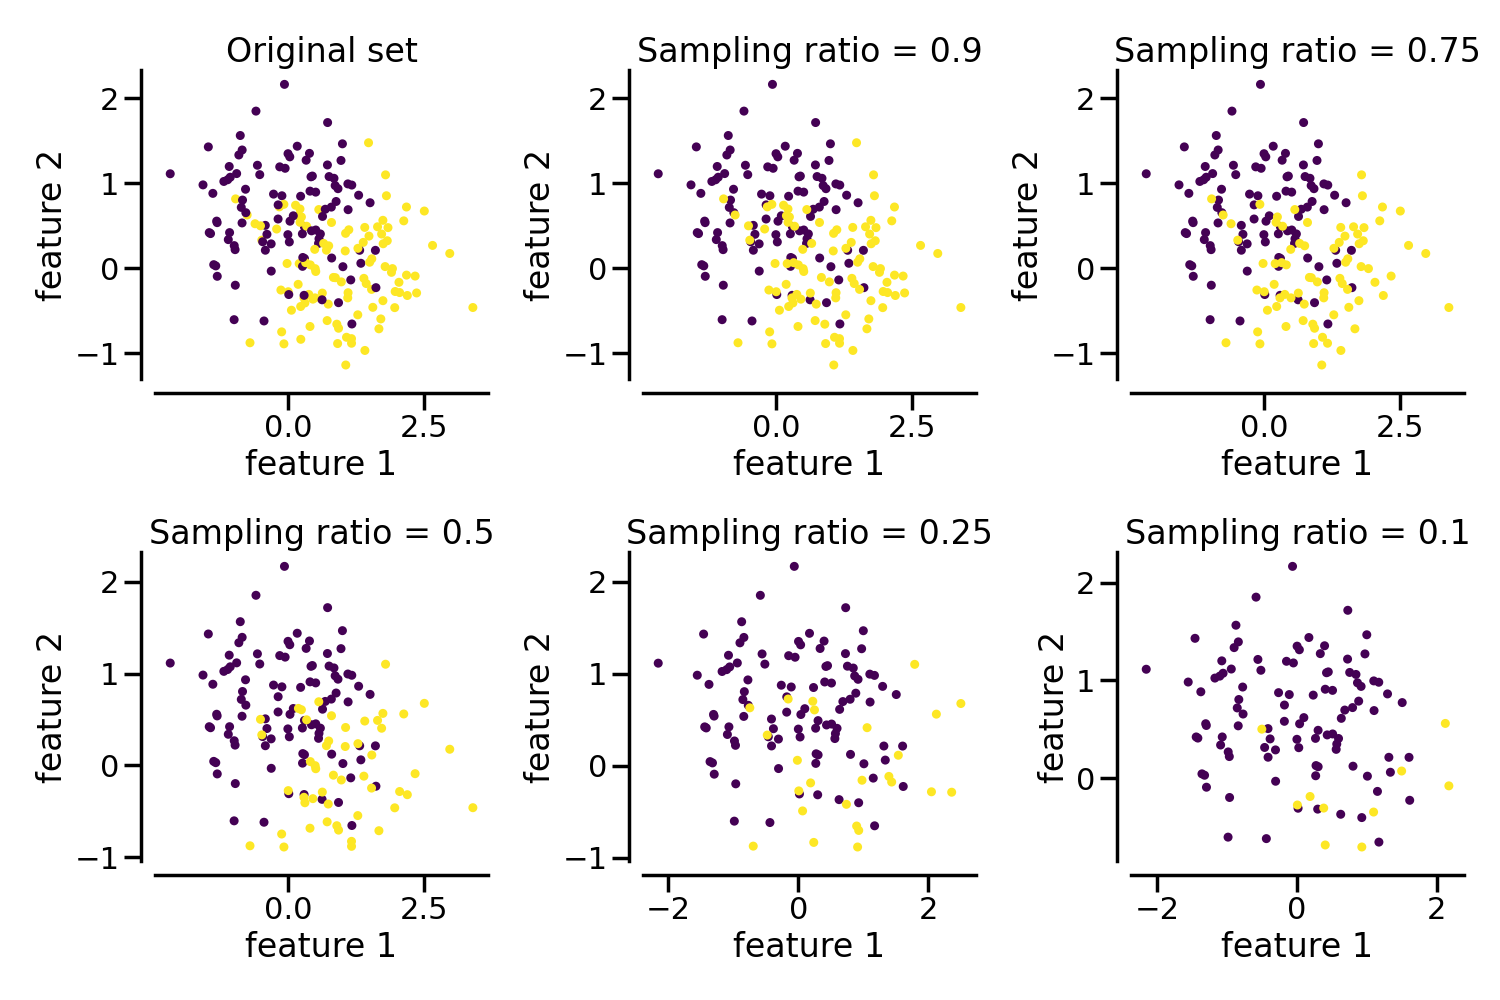 Original set
2
1
0
−1
feature 2
0.0 2.5
feature 1
Sampling ratio = 0.9
2
1
0
−1
feature 2
0.0 2.5
feature 1
Sampling ratio = 0.75
2
1
0
−1
feature 2
0.0 2.5
feature 1
Sampling ratio = 0.5
2
1
0
−1
feature 2
0.0 2.5
feature 1
Sampling ratio = 0.25
2
1
0
−1
feature 2
−2 0 2
feature 1
Sampling ratio = 0.1
2
1
0
feature 2
−2 0 2
feature 1